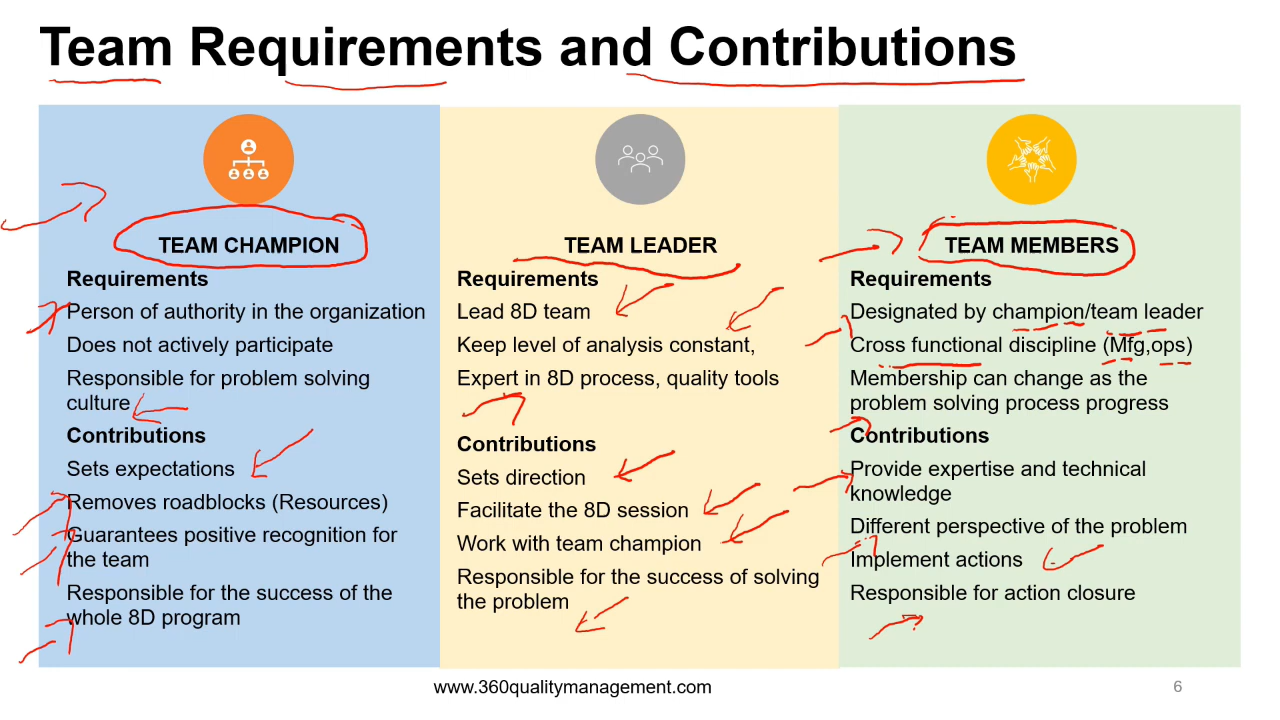 Team Requirements and Contributions
TEAM CHAMPION
Requirements
Person of authority in the organization
Does not actively participate
Responsible for problem solving
culture
Contributions
Sets expectations
Removes roadblocks (Resources)
Guarantees positive recognition for
the team
Responsible for the success of the
whole 8D program
TEAM LEADER
Requirements
Lead 8D team
Keep level of analysis constant,
Expert in 8D process, quality tools
Contributions
Sets direction
Facilitate the 8D session
Work with team champion
Responsible for the success of solving
the problem
TEAM MEMBERS
Requirements
Designated by champion/team leader
Cross functional discipline (Mfg,ops)
Membership can change as the
problem solving process progress
Contributions
Provide expertise and technical
knowledge
Different perspective of the problem
Implement actions
Responsible for action closure
www.360qualitymanagement.com
6